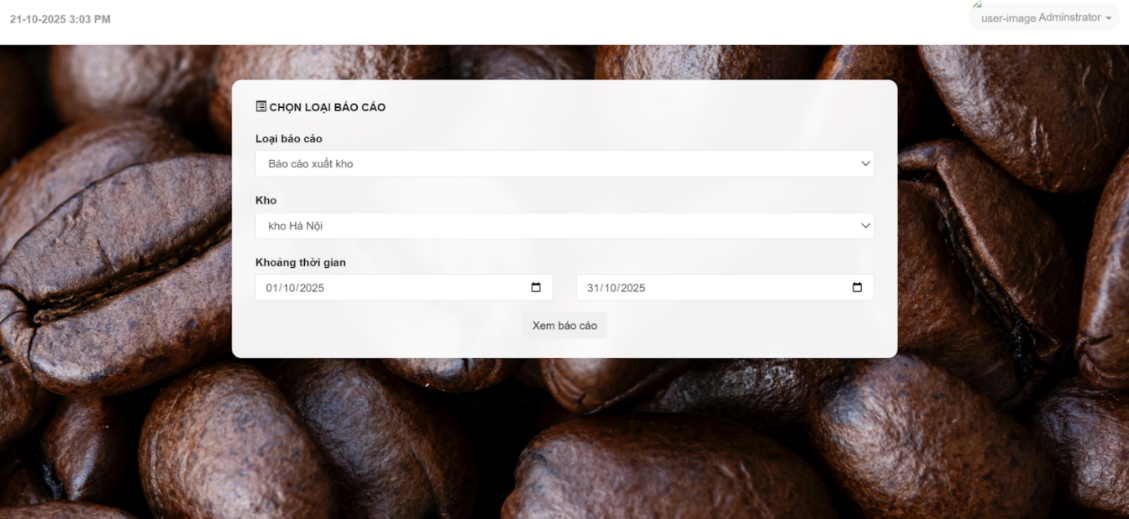 21-10-2025 3:03 PM
user-image Adminstrator
CHỌN LOẠI BÁO CÁO
Loại báo cáo
Báo cáo xuất kho
Kho
kho Hà Nội
Khoảng thời gian
01/10/2025 31/10/2025
Xem báo cáo